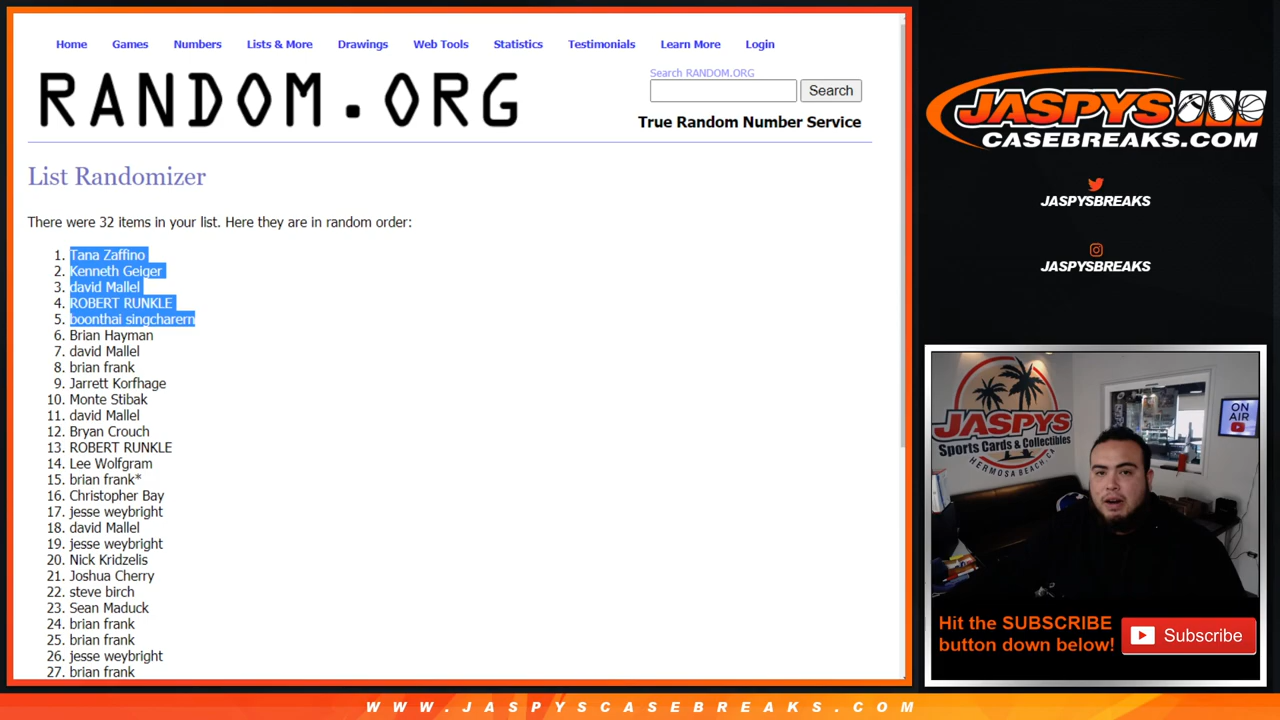 Home Games Numbers Lists & More Drawings Web Tools Statistics Testimonials Learn More Login
RANDOM.ORG
Search RANDOM.ORG
Search
True Random Number Service
List Randomizer
There were 32 items in your list. Here they are in random order:
1. Tana Zaffino
2. Kenneth Geiger
3. david Mallel
4. ROBERT RUNKLE
5. boonthai singcharern
6. Brian Hayman
7. david Mallel
8. brian frank
9. Jarrett Korfhage
10. Monte Stibak
11. david Mallel
12. Bryan Crouch
13. ROBERT RUNKLE
14. Lee Wolfgram
15. brian frank*
16. Christopher Bay
17. jesse weybright
18. david Mallel
19. jesse weybright
20. Nick Kridzelis
21. Joshua Cherry
22. steve birch
23. Sean Maduck
24. brian frank
25. brian frank
26. jesse weybright
27. brian frank
JASPYS
CASEBREAKS.COM
JASPYSBREAKS
JASPYSBREAKS
JASPYS
Sports Cards & Collectibles
HERMOSA BEACH, CA
ON
AIR
Hit the SUBSCRIBE
button down below!
Subscribe
WWW.JASPYSCASEBREAKS.COM